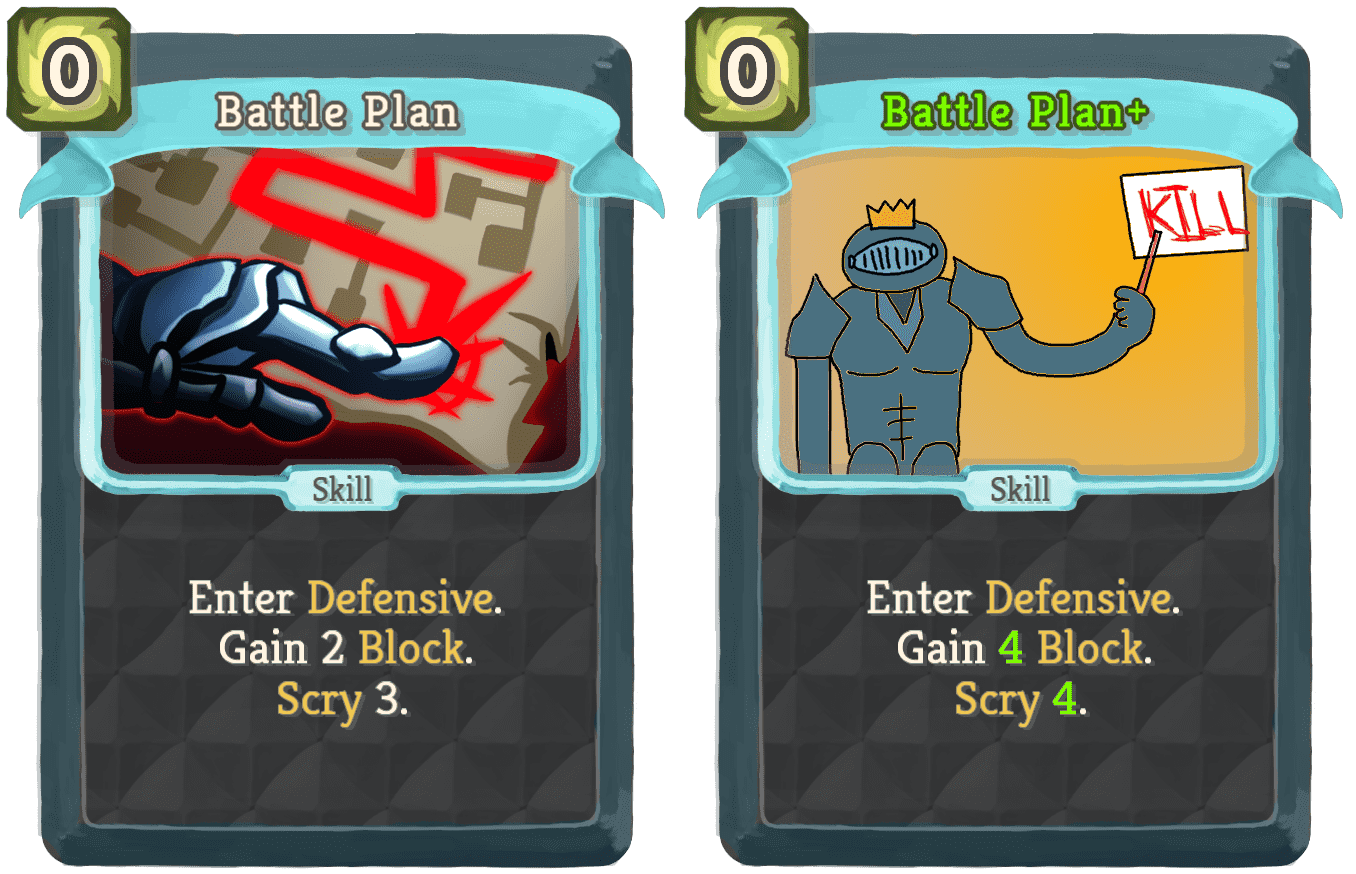 0
Battle Plan
Skill
Enter Defensive.
Gain 2 Block.
Scry 3.
0
Battle Plan+
KILL
Skill
Enter Defensive.
Gain 4 Block.
Scry 4.